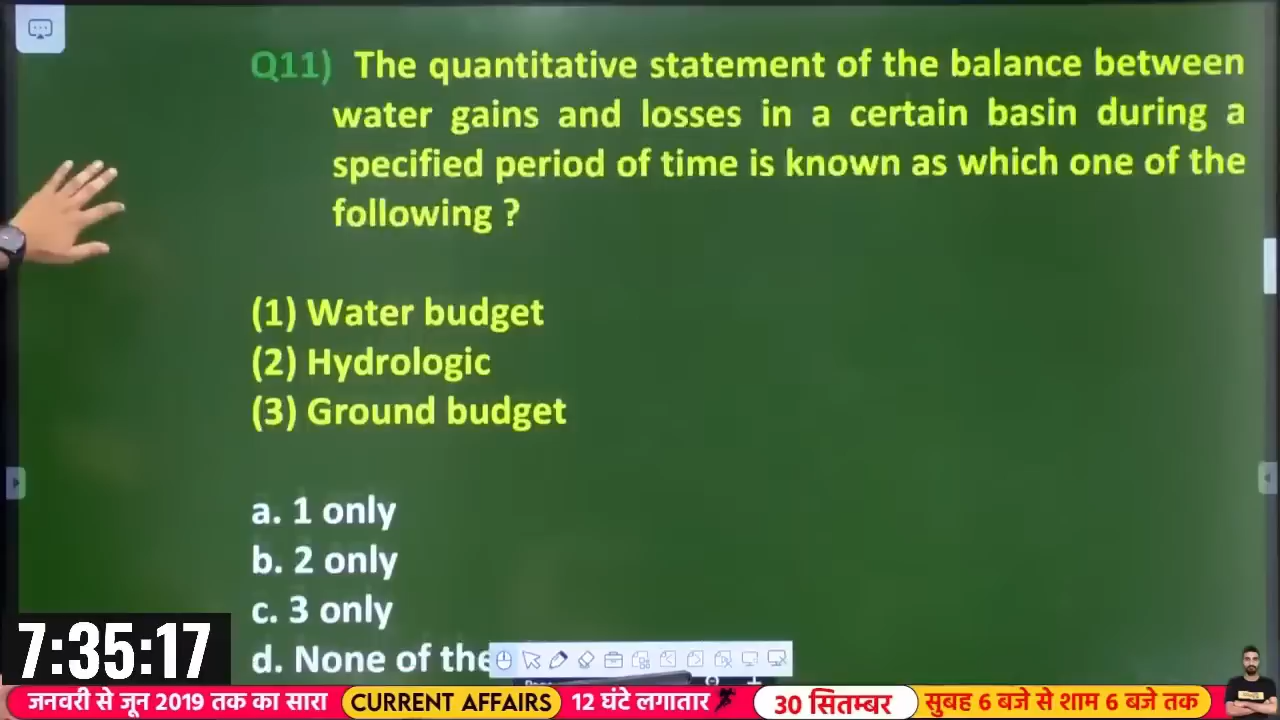 Q11) The quantitative statement of the balance between
water gains and losses in a certain basin during a
specified period of time is known as which one of the
following ?
(1) Water budget
(2) Hydrologic
(3) Ground budget
a. 1 only
b. 2 only
c. 3 only
d. None of the
7:35:17
जनवरी से जून 2019 तक का सारा CURRENT AFFAIRS 12 घंटे लगातार 30 सितम्बर सुबह 6 बजे से शाम 6 बजे तक